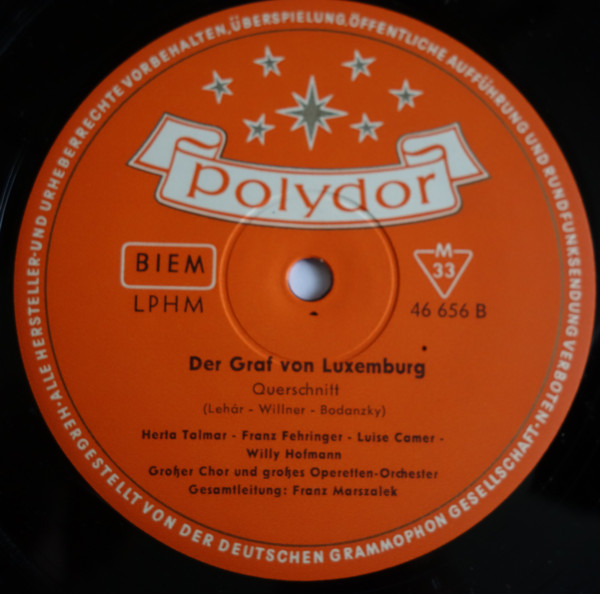 ·ALLE HERSTELLER-UND URHEBERRECHTE VORBEHALTEN, ÜBERSPIELUNG, ÖFFENTLICHE AUFFÜHRUNG UND RUNDFUNKSENDUNG VERBOTEN·
polydor
BIEM
LPHM
M
33
46 656 B
Der Graf von Luxemburg
Querschnitt
(Lehár - Willner - Bodanzky)
Herta Talmar - Franz Fehringer - Luise Camer -
Willy Hofmann
Großer Chor und großes Operetten-Orchester
Gesamtleitung: Franz Marszalek
HERGESTELLT VON DER DEUTSCHEN GRAMMOPHON GESELLSCHAFT·